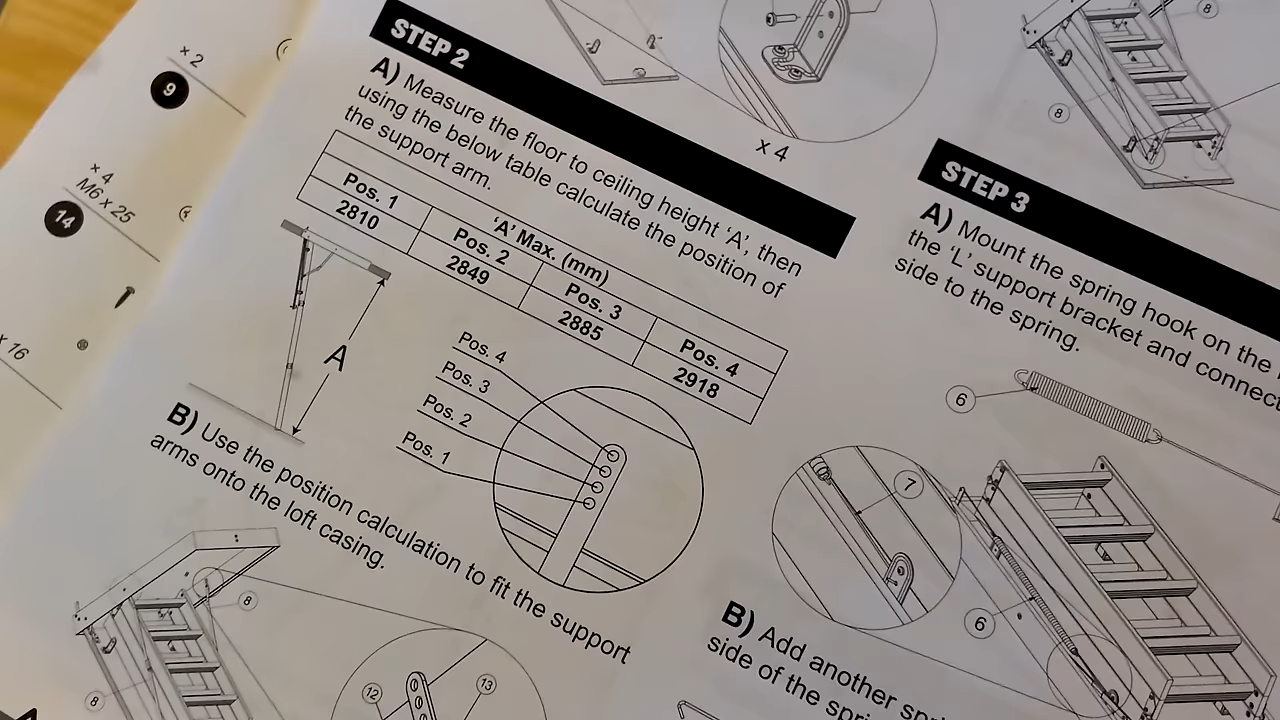 x 2
9
x 4
M6 x 25
14
x 16
STEP 2
A) Measure the floor to ceiling height ‘A’, then
using the below table calculate the position of
the support arm.
‘A’ Max. (mm)
Pos. 1 Pos. 2 Pos. 3 Pos. 4
2810 2849 2885 2918
A
Pos. 4
Pos. 3
Pos. 2
Pos. 1
B) Use the position calculation to fit the support
arms onto the loft casing.
8
8
12
13
x 4
8
8
STEP 3
A) Mount the spring hook on the
the ‘L’ support bracket and connect
side to the spring.
6
7
6
B) Add another
side of the